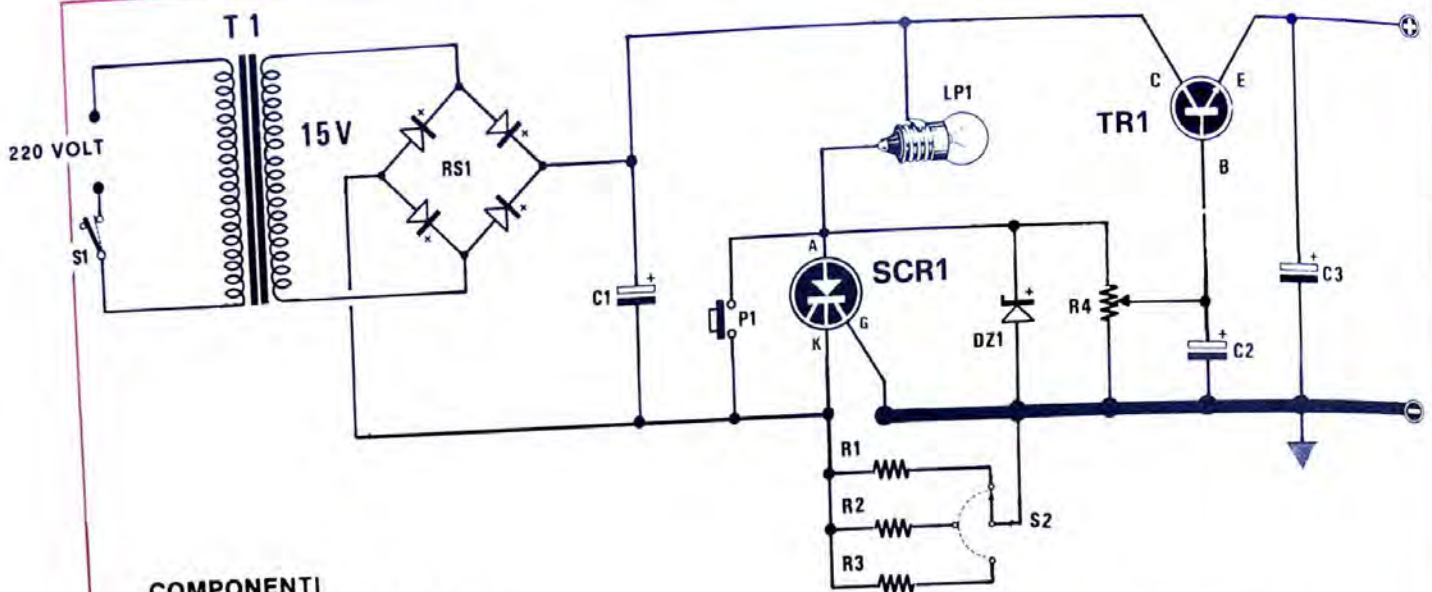 T 1
220 VOLT
S1
15 V
RS1
C1
+
P1
A
SCR1
K
G
LP1
DZ1
+
R4
C
E
TR1
B
+
C2
+
C3
+
-
R1
R2
R3
S2
COMPONENTI